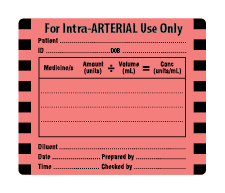 For Intra-ARTERIAL Use Only
Patient
ID DOB
Medicine/s Amount (units) ÷ Volume (mL) = Conc (units/mL)
Diluent
Date Prepared by
Time Checked by